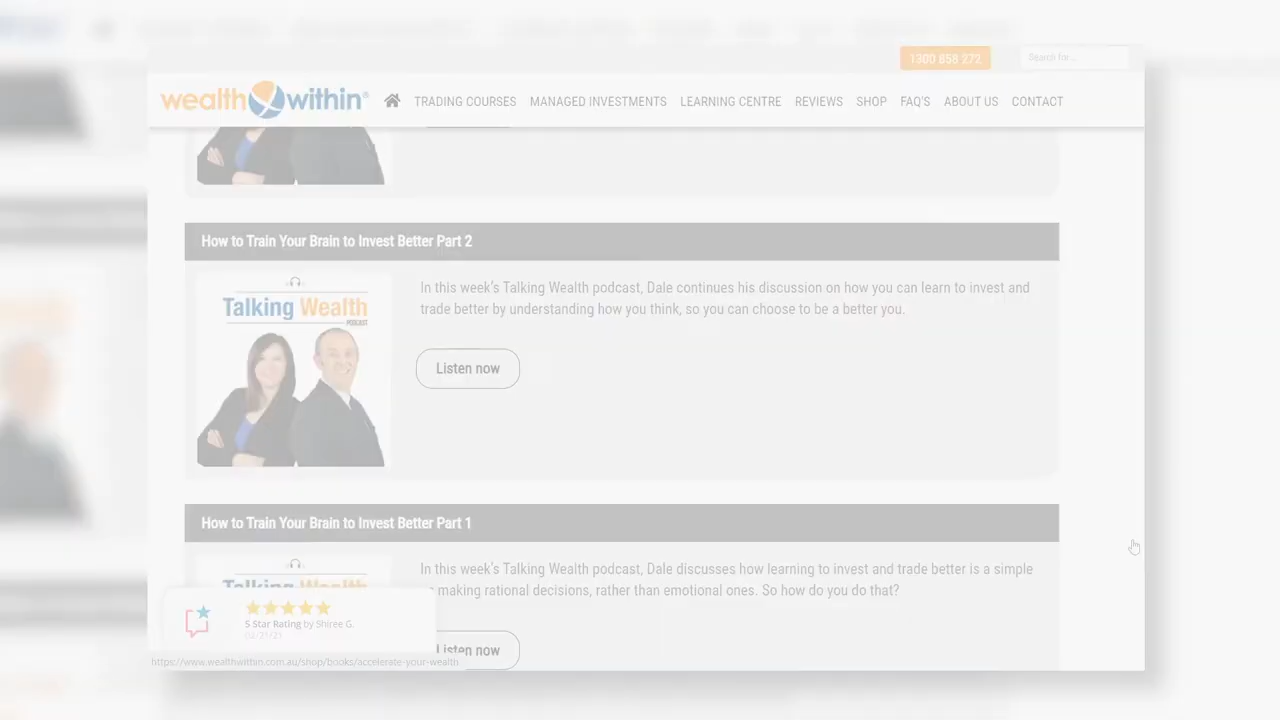 1300 858 272
Search for...
wealth within®
TRADING COURSES
MANAGED INVESTMENTS
LEARNING CENTRE
REVIEWS
SHOP
FAQ'S
ABOUT US
CONTACT
How to Train Your Brain to Invest Better Part 2
Talking Wealth
PODCAST
In this week's Talking Wealth podcast, Dale continues his discussion on how you can learn to invest and
trade better by understanding how you think, so you can choose to be a better you.
Listen now
How to Train Your Brain to Invest Better Part 1
Talking Wealth
In this week's Talking Wealth podcast, Dale discusses how learning to invest and trade better is a simple
making rational decisions, rather than emotional ones. So how do you do that?
Listen now
5 Star Rating by Shiree G.
https://www.wealthwithin.com.au/shop/books/accelerate-your-wealth